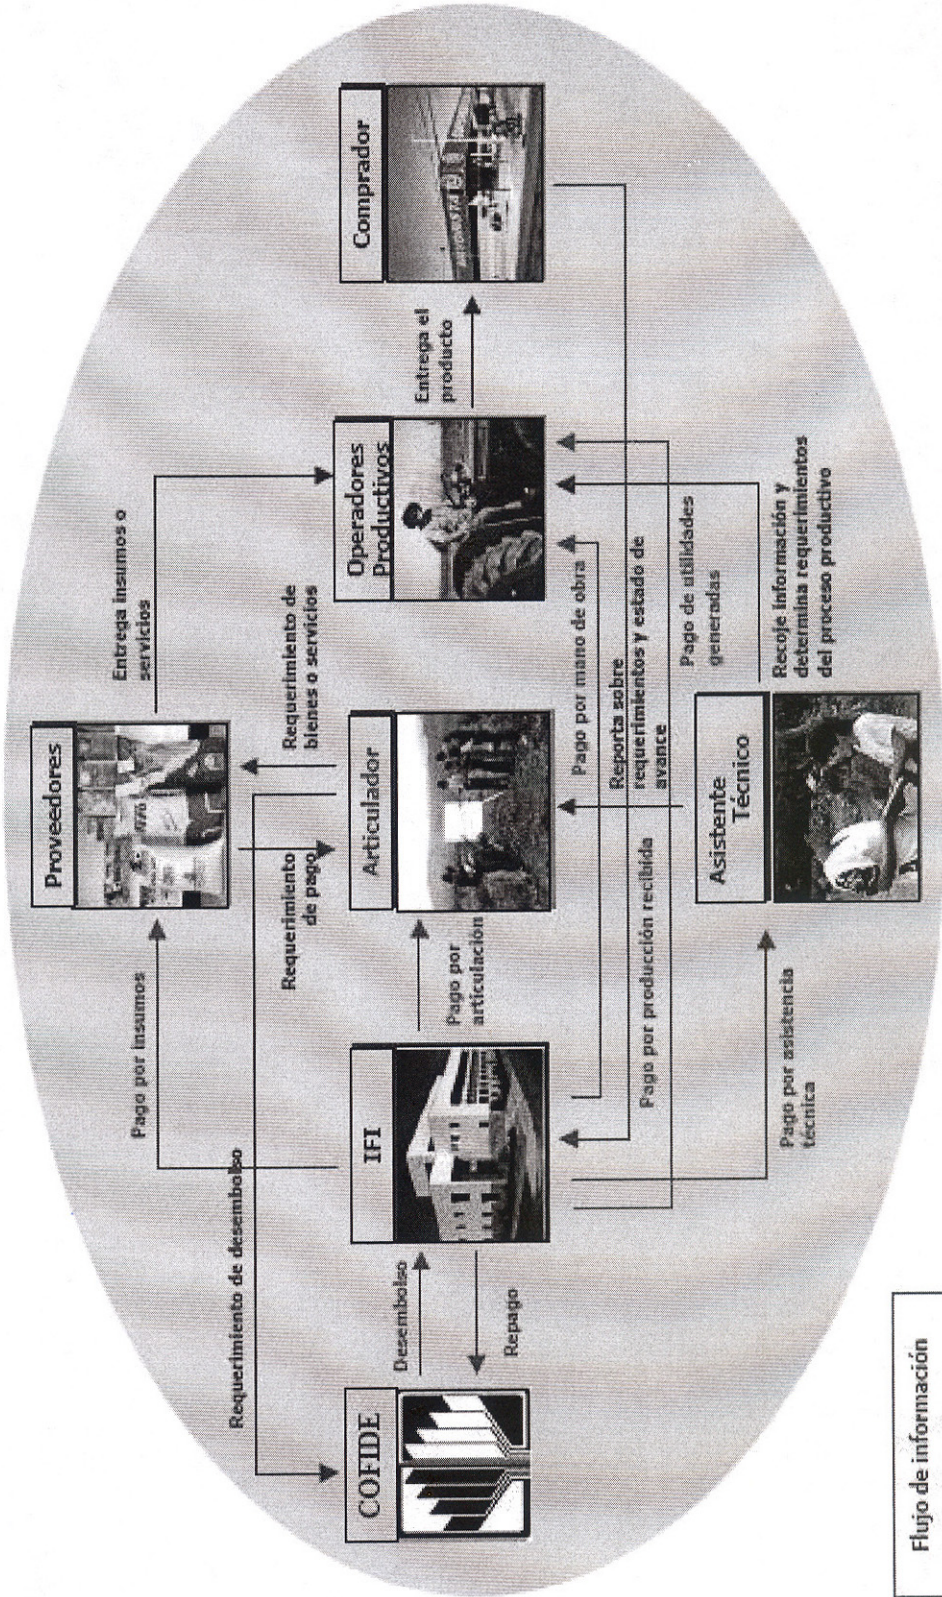 Proveedores
Entrega insumos o
servicios
Pago por insumos
Requerimiento de desembolso
Requerimiento
de pago
Requerimiento de
bienes o servicios
COFIDE
Desembolso
Repago
IFI
Pago por
articulación
Articulador
Operadores
Productivos
Entrega el
producto
Comprador
Pago por mano de obra
Reporta sobre
requerimientos y estado de
avance
Pago por producción recibida
Pago de utilidades
generadas
Pago por asistencia
técnica
Asistente
Técnico
Recoje información y
determina requerimientos
del proceso productivo
Flujo de información